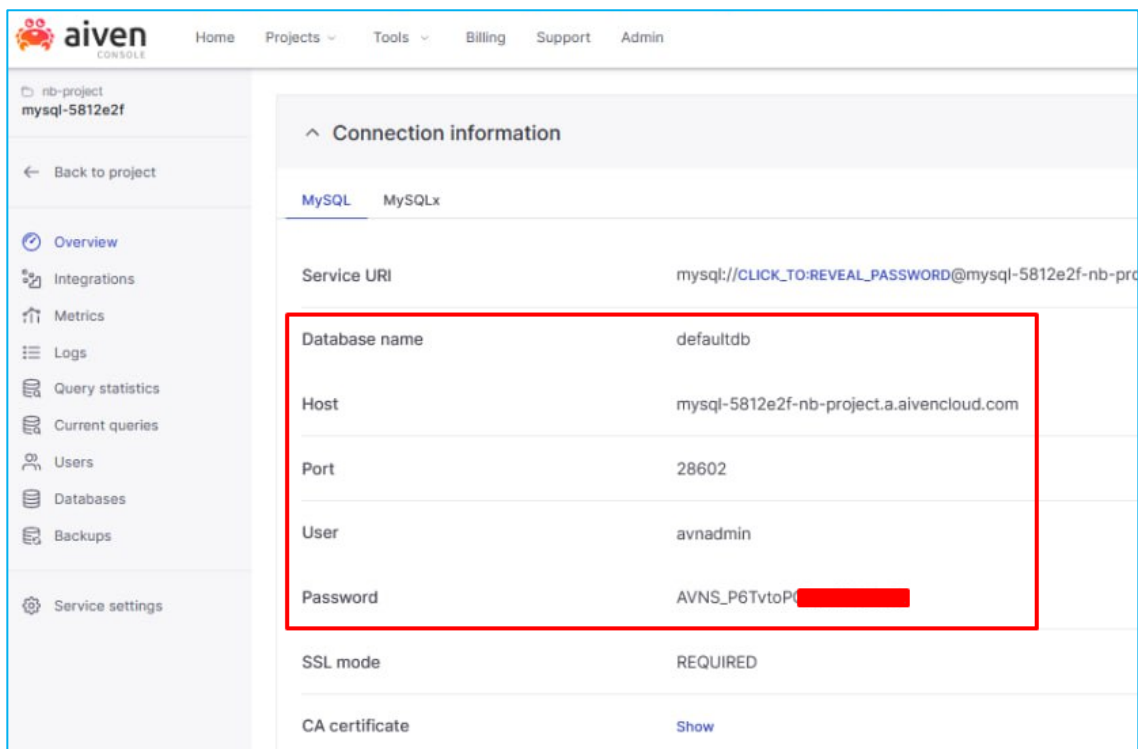 aiven
CONSOLE
Home Projects Tools Billing Support Admin
nb-project
mysql-5812e2f
Back to project
Overview
Integrations
Metrics
Logs
Query statistics
Current queries
Users
Databases
Backups
Service settings
Connection information
MySQL MySQLx
Service URI mysql://CLICK_TO:REVEAL_PASSWORD@mysql-5812e2f-nb-pro
Database name defaultdb
Host mysql-5812e2f-nb-project.a.aivencloud.com
Port 28602
User avnadmin
Password AVNS_P6TvtoP
SSL mode REQUIRED
CA certificate Show